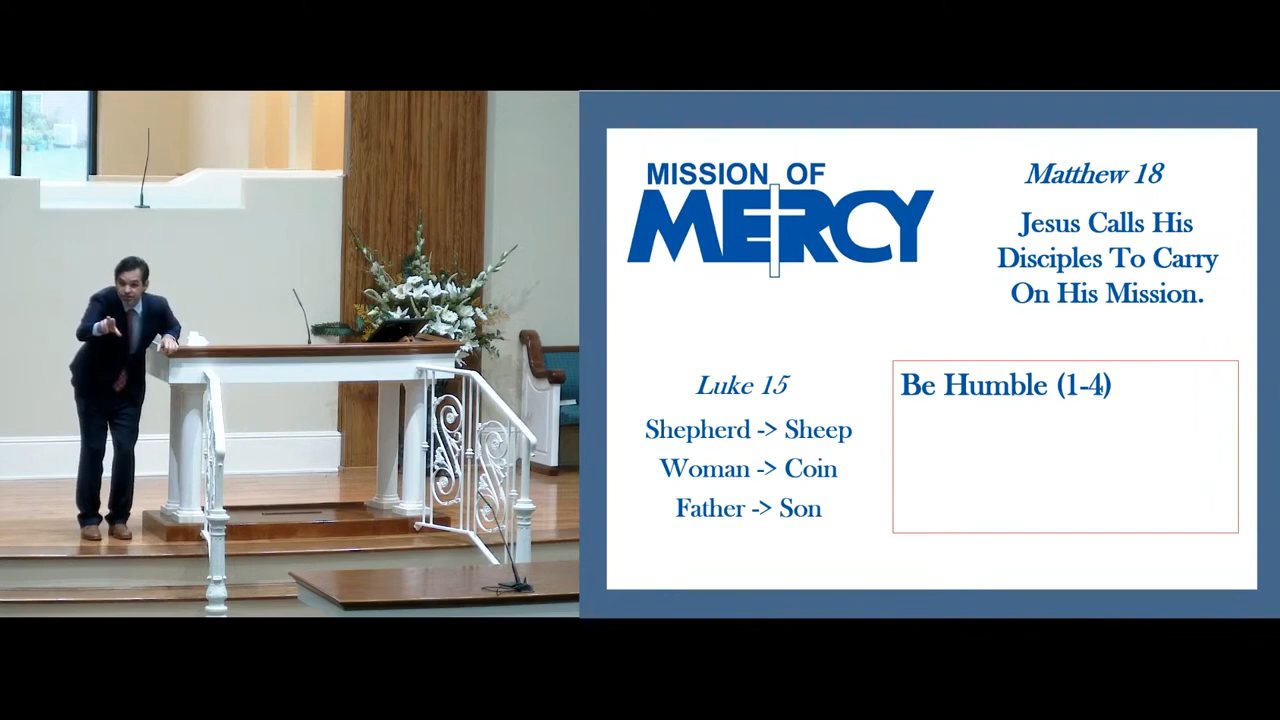 MISSION OF
MERCY
Matthew 18
Jesus Calls His
Disciples To Carry
On His Mission.
Luke 15
Shepherd -> Sheep
Woman -> Coin
Father -> Son
Be Humble (1-4)